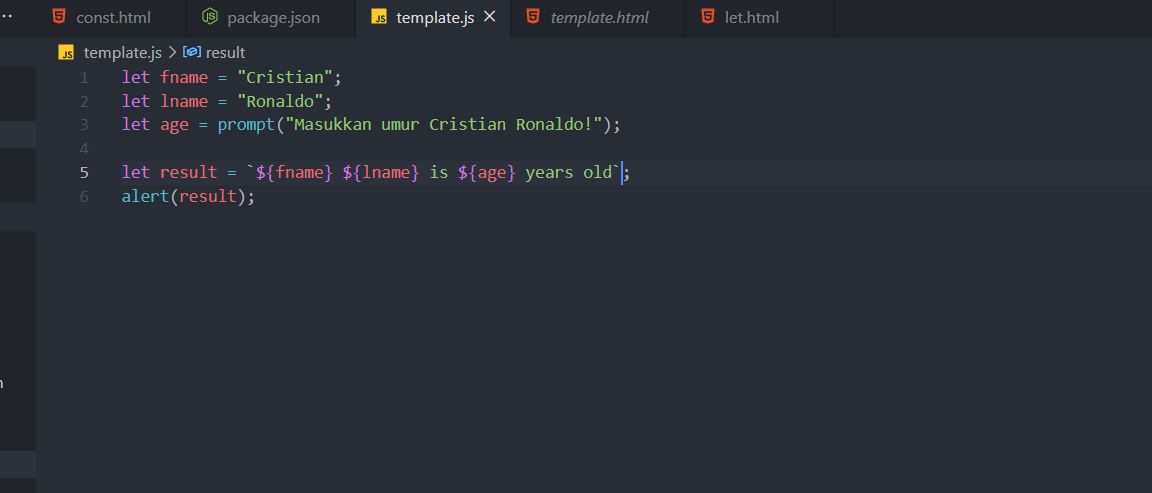 const.html package.json template.js template.html let.html
template.js > result
1 let fname = "Cristian";
2 let lname = "Ronaldo";
3 let age = prompt("Masukkan umur Cristian Ronaldo!");
4
5 let result = `${fname} ${lname} is ${age} years old`;
6 alert(result);